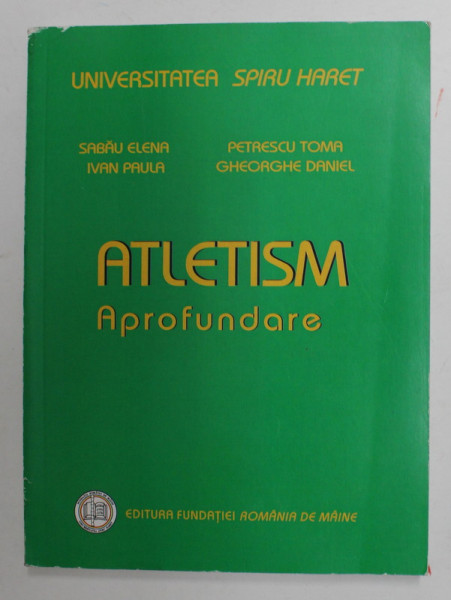 UNIVERSITATEA SPIRU HARET
SABĂU ELENA PETRESCU TOMA
IVAN PAULA GHEORGHE DANIEL
ATLETISM
Aprofundare
EDITURA FUNDAȚIEI ROMÂNIA DE MÂINE